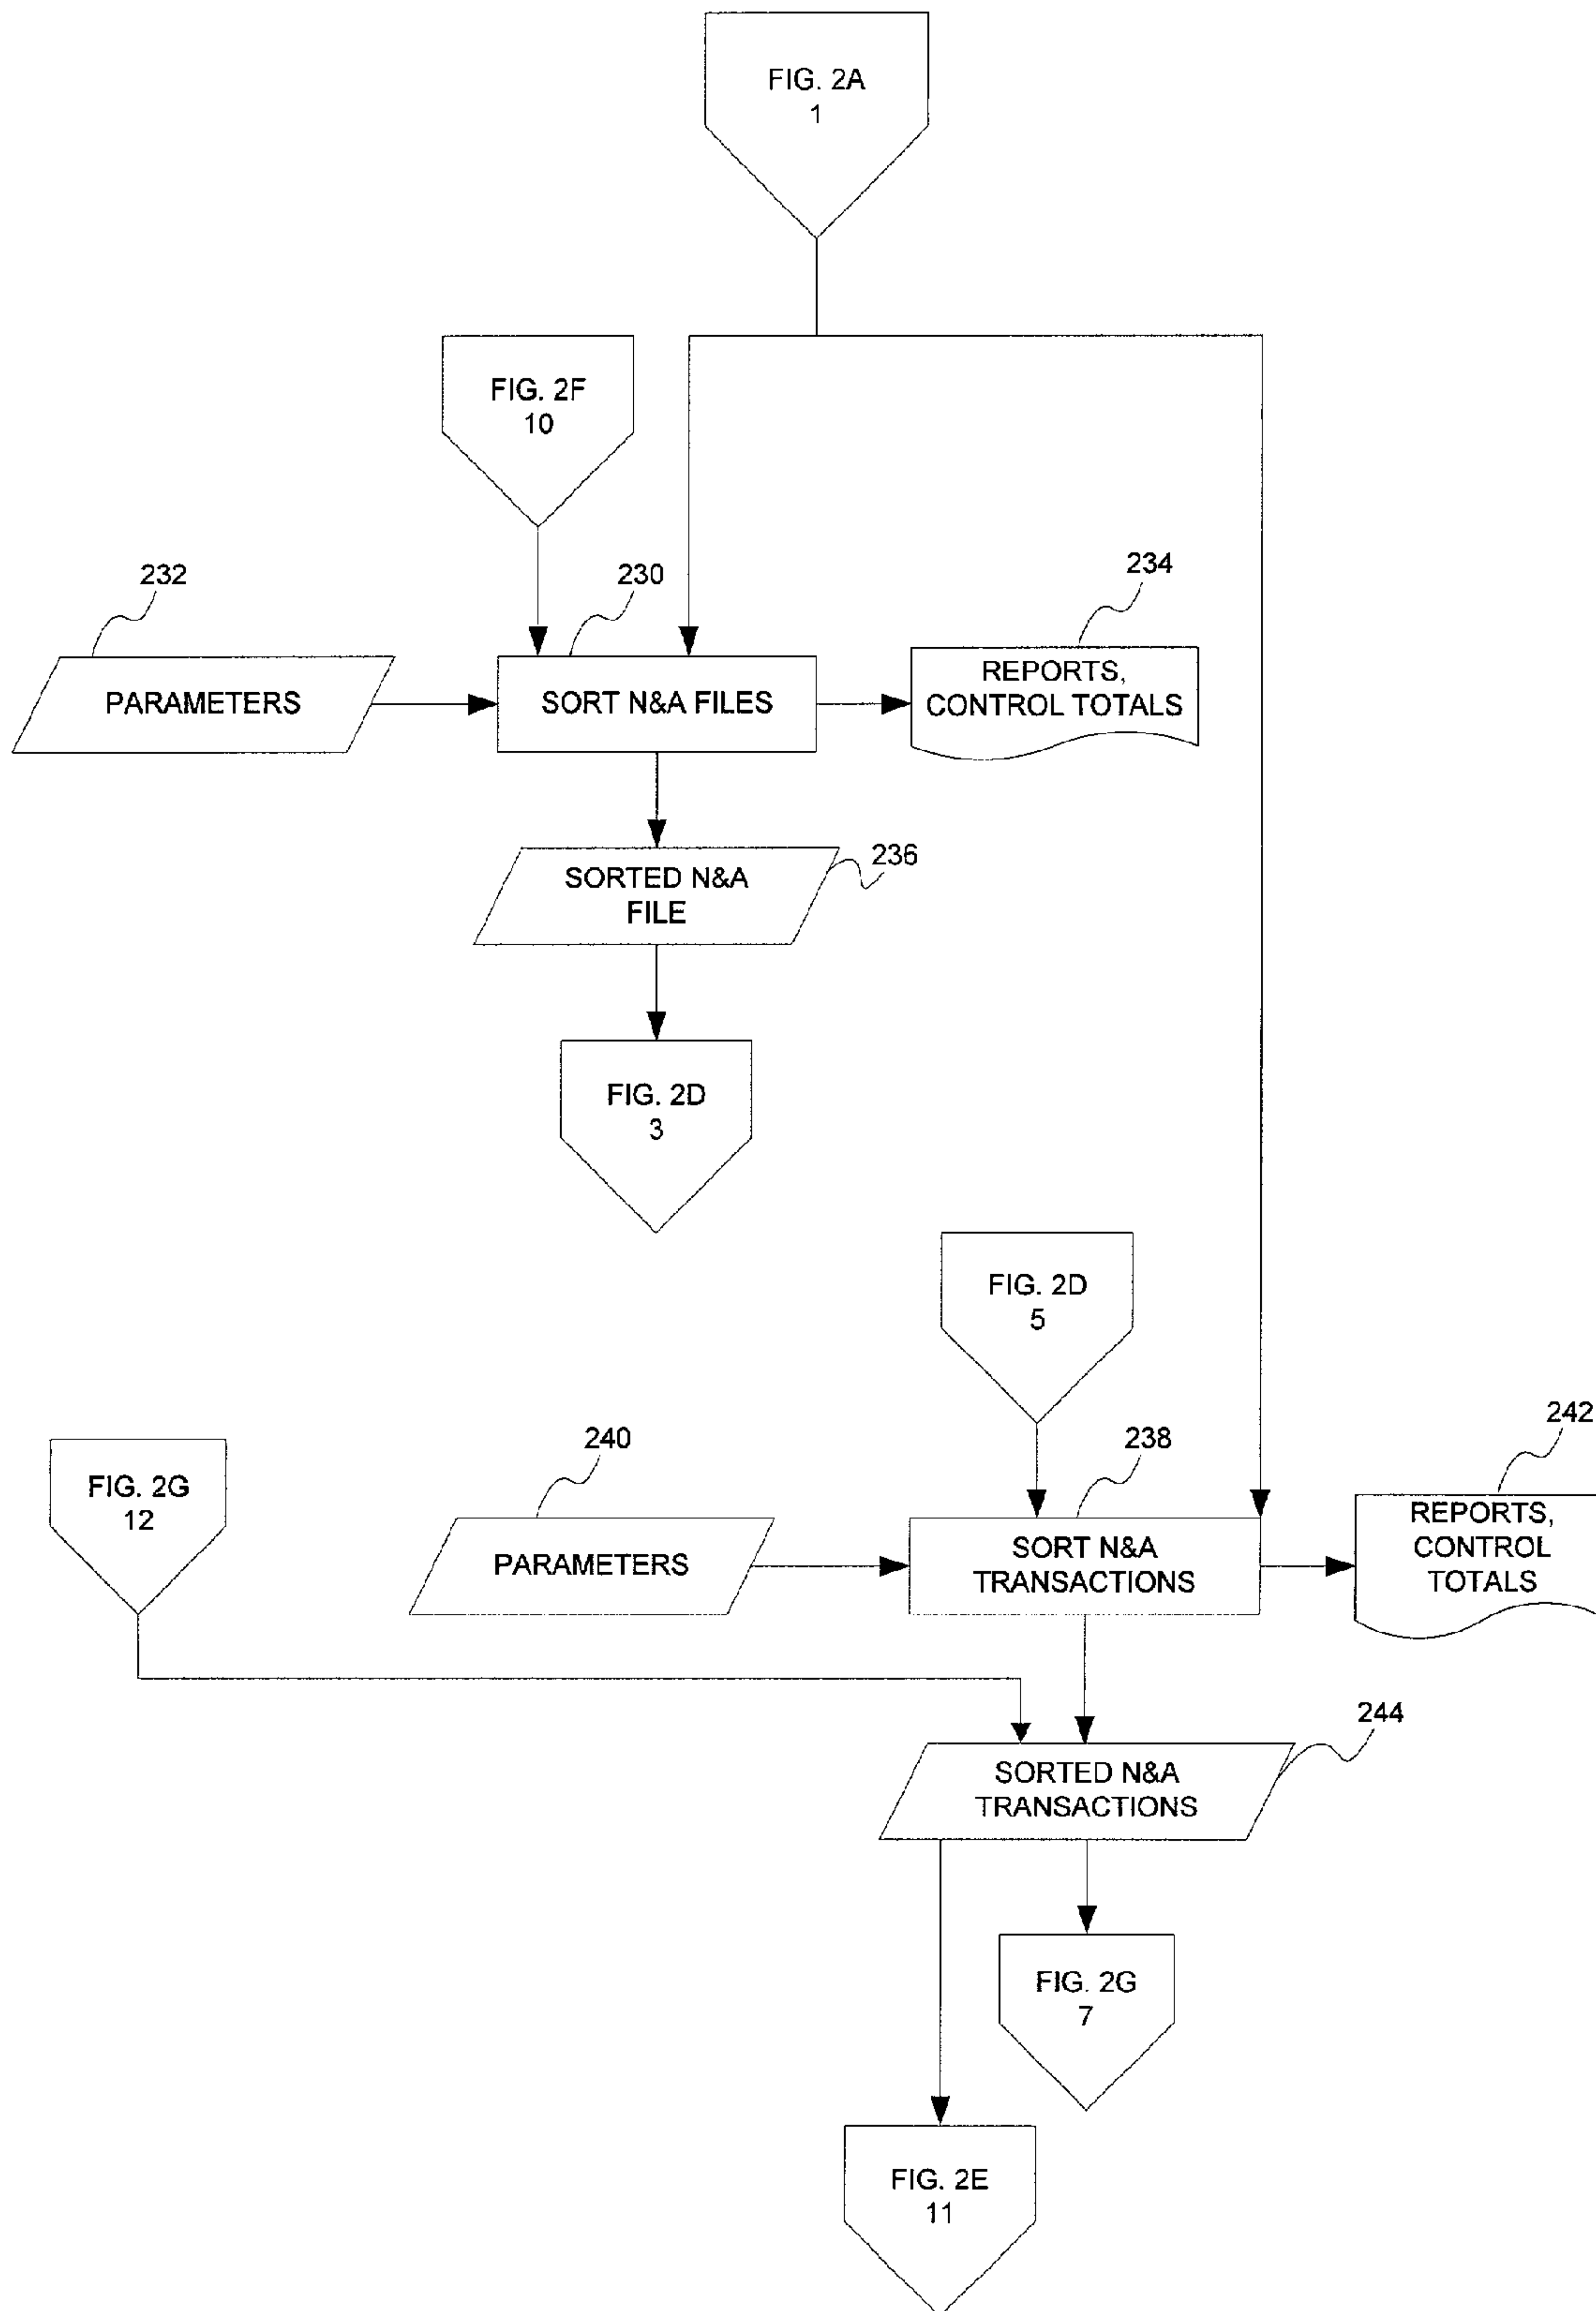 FIG. 2A
1
FIG. 2F
10
232
230
234
PARAMETERS
SORT N&A FILES
REPORTS,
CONTROL TOTALS
236
SORTED N&A
FILE
FIG. 2D
3
FIG. 2D
5
FIG. 2G
12
240
238
242
PARAMETERS
SORT N&A
TRANSACTIONS
REPORTS,
CONTROL
TOTALS
244
SORTED N&A
TRANSACTIONS
FIG. 2G
7
FIG. 2E
11